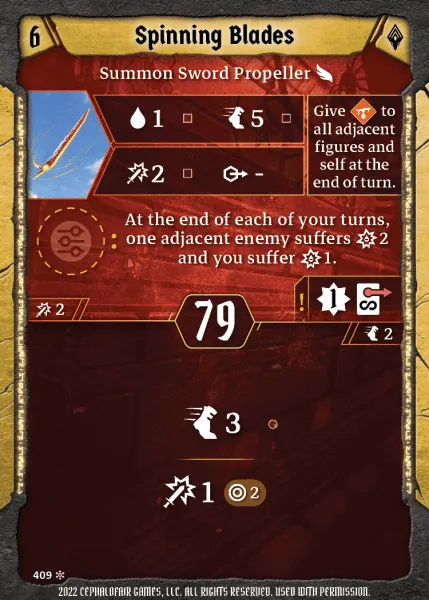 6
Spinning Blades
Summon Sword Propeller
1
5
2
-
Give to
all adjacent
figures and
self at the
end of turn.
: At the end of each of your turns,
one adjacent enemy suffers 2
and you suffer 1.
2
79
! 1 S
2
3
1 2
409
2022 CEPHALOFAIR GAMES, LLC. ALL RIGHTS RESERVED. USED WITH PERMISSION.